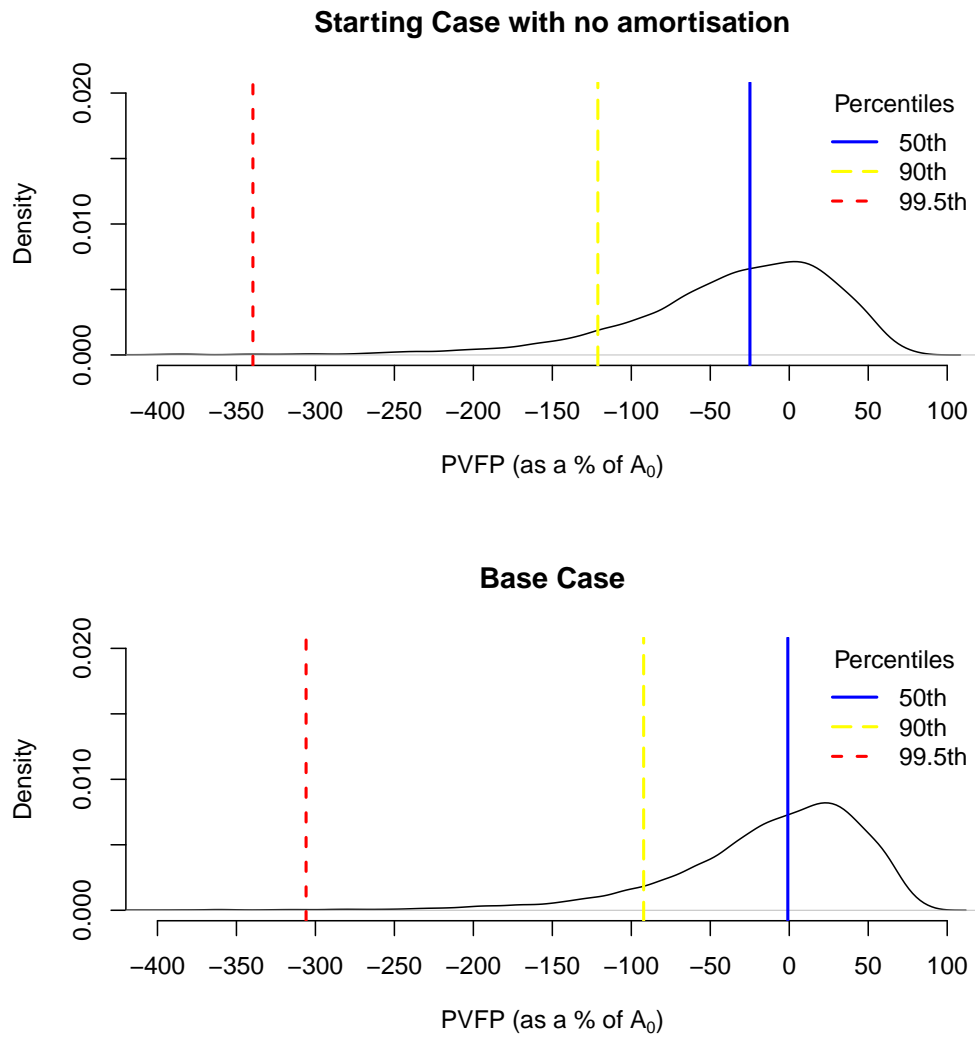 Starting Case with no amortisation
Density
0.000
0.010
0.020
Percentiles
50th
90th
99.5th
−400 −350 −300 −250 −200 −150 −100 −50 0 50 100
PVFP (as a % of A₀)
Base Case
Density
0.000
0.010
0.020
Percentiles
50th
90th
99.5th
−400 −350 −300 −250 −200 −150 −100 −50 0 50 100
PVFP (as a % of A₀)